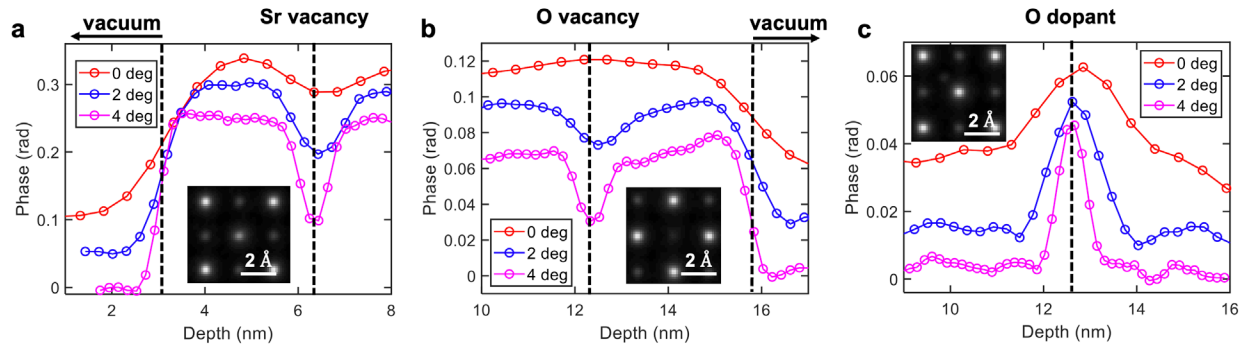 a
vacuum
Sr vacancy
0 deg
2 deg
4 deg
Phase (rad)
0.3
0.2
0.1
0
2 Å
2
4
6
8
Depth (nm)
b
O vacancy
vacuum
Phase (rad)
0.12
0.1
0.08
0.06
0.04
0.02
0
0 deg
2 deg
4 deg
2 Å
10
12
14
16
Depth (nm)
c
O dopant
2 Å
0 deg
2 deg
4 deg
Phase (rad)
0.06
0.04
0.02
0
10
12
14
16
Depth (nm)